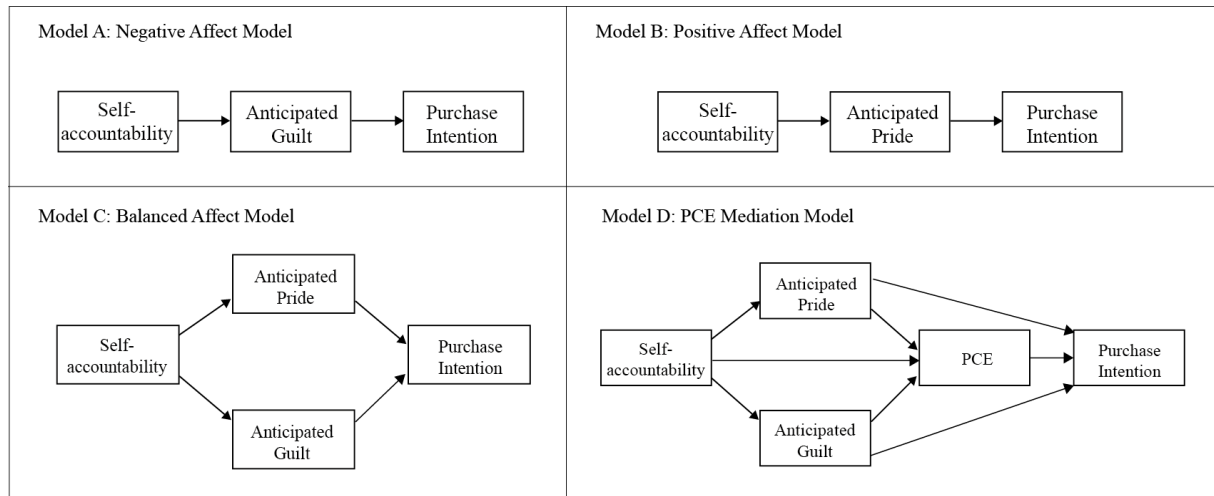 Model A: Negative Affect Model
Self-
accountability
Anticipated
Guilt
Purchase
Intention
Model B: Positive Affect Model
Self-
accountability
Anticipated
Pride
Purchase
Intention
Model C: Balanced Affect Model
Anticipated
Pride
Self-
accountability
Purchase
Intention
Anticipated
Guilt
Model D: PCE Mediation Model
Anticipated
Pride
Self-
accountability
PCE
Purchase
Intention
Anticipated
Guilt